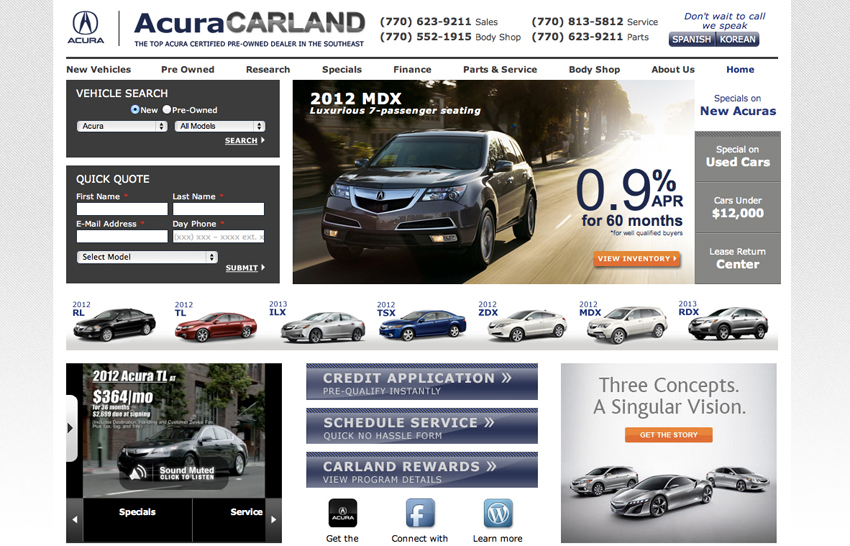 ACURA
AcuraCARLAND
THE TOP ACURA CERTIFIED PRE-OWNED DEALER IN THE SOUTHEAST
(770) 623-9211 Sales
(770) 813-5812 Service
(770) 552-1915 Body Shop
(770) 623-9211 Parts
Don't wait to call
we speak
SPANISH KOREAN
New Vehicles Pre Owned Research Specials Finance Parts & Service Body Shop About Us Home
VEHICLE SEARCH
New Pre-Owned
Acura All Models
SEARCH
QUICK QUOTE
First Name * Last Name *
E-Mail Address * Day Phone *
(xxx) xxx - xxxx ext. x
Select Model
SUBMIT
2012 MDX
Luxurious 7-passenger seating
0.9% APR
for 60 months
*for well qualified buyers
VIEW INVENTORY
Specials on
New Acuras
Special on
Used Cars
Cars Under
$12,000
Lease Return
Center
2012
RL
2012
TL
2013
ILX
2012
TSX
2012
ZDX
2012
MDX
2013
RDX
2012 Acura TL AT
$364|mo
for 36 months
$2,699 due at signing
Sound Muted
CLICK TO LISTEN
Specials Service
CREDIT APPLICATION »
PRE-QUALIFY INSTANTLY
SCHEDULE SERVICE »
QUICK NO HASSLE FORM
CARLAND REWARDS »
VIEW PROGRAM DETAILS
ACURA
Get the Connect with Learn more
Three Concepts.
A Singular Vision.
GET THE STORY